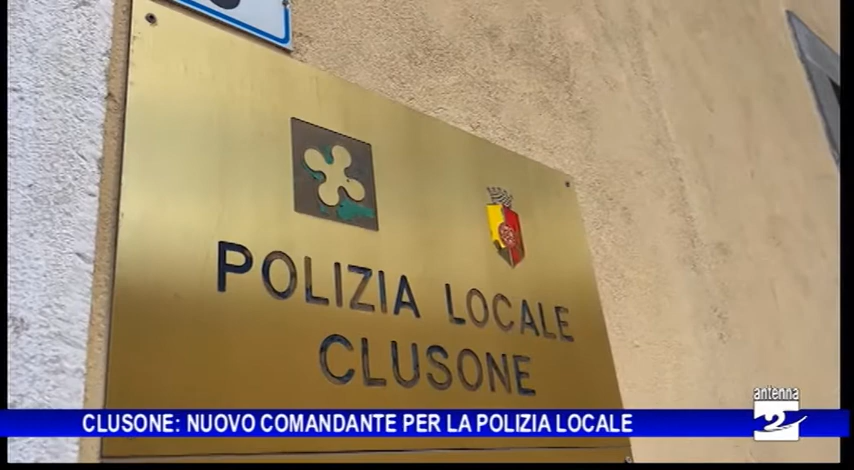 POLIZIA LOCALE
CLUSONE
CLUSONE: NUOVO COMANDANTE PER LA POLIZIA LOCALE
antenna
2